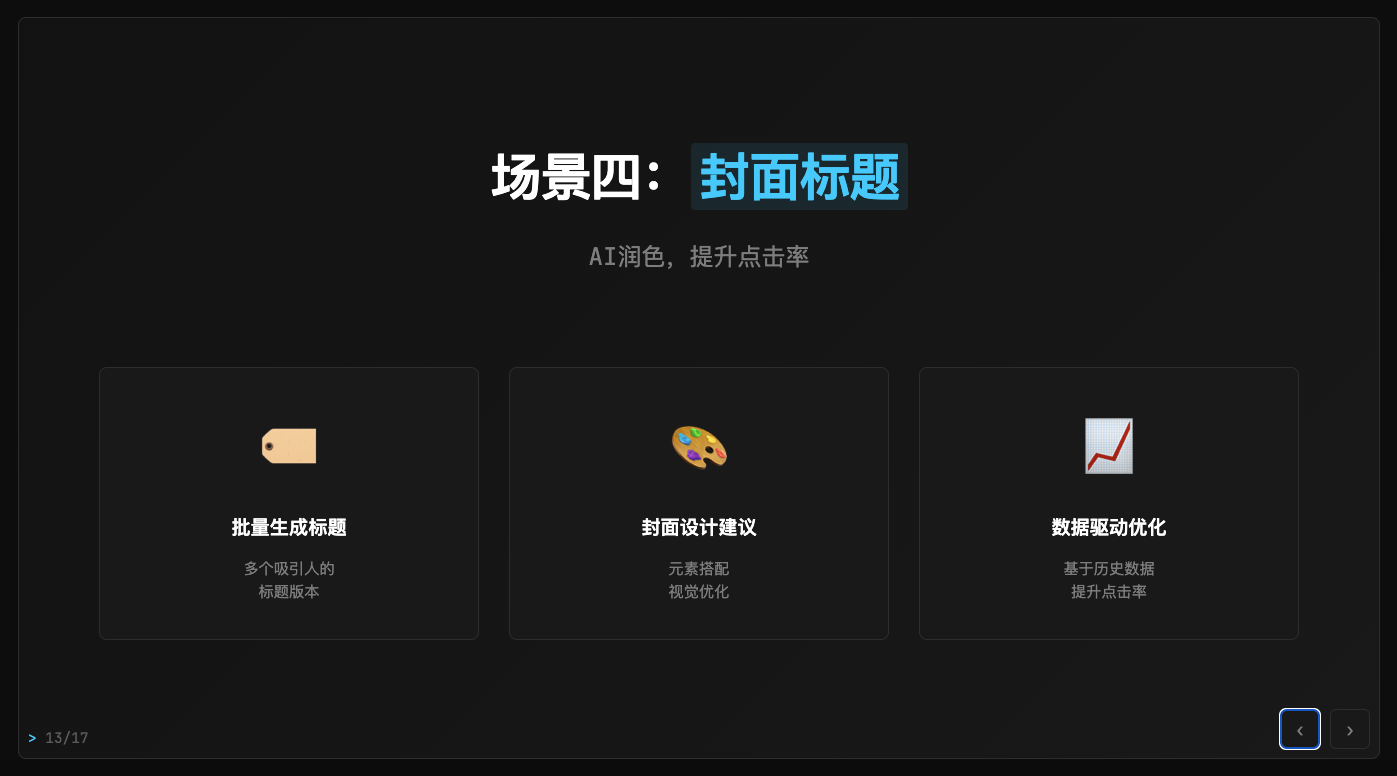 场景四：封面标题
AI润色，提升点击率
批量生成标题
多个吸引人的
标题版本
封面设计建议
元素搭配
视觉优化
数据驱动优化
基于历史数据
提升点击率
> 13/17
‹ ›